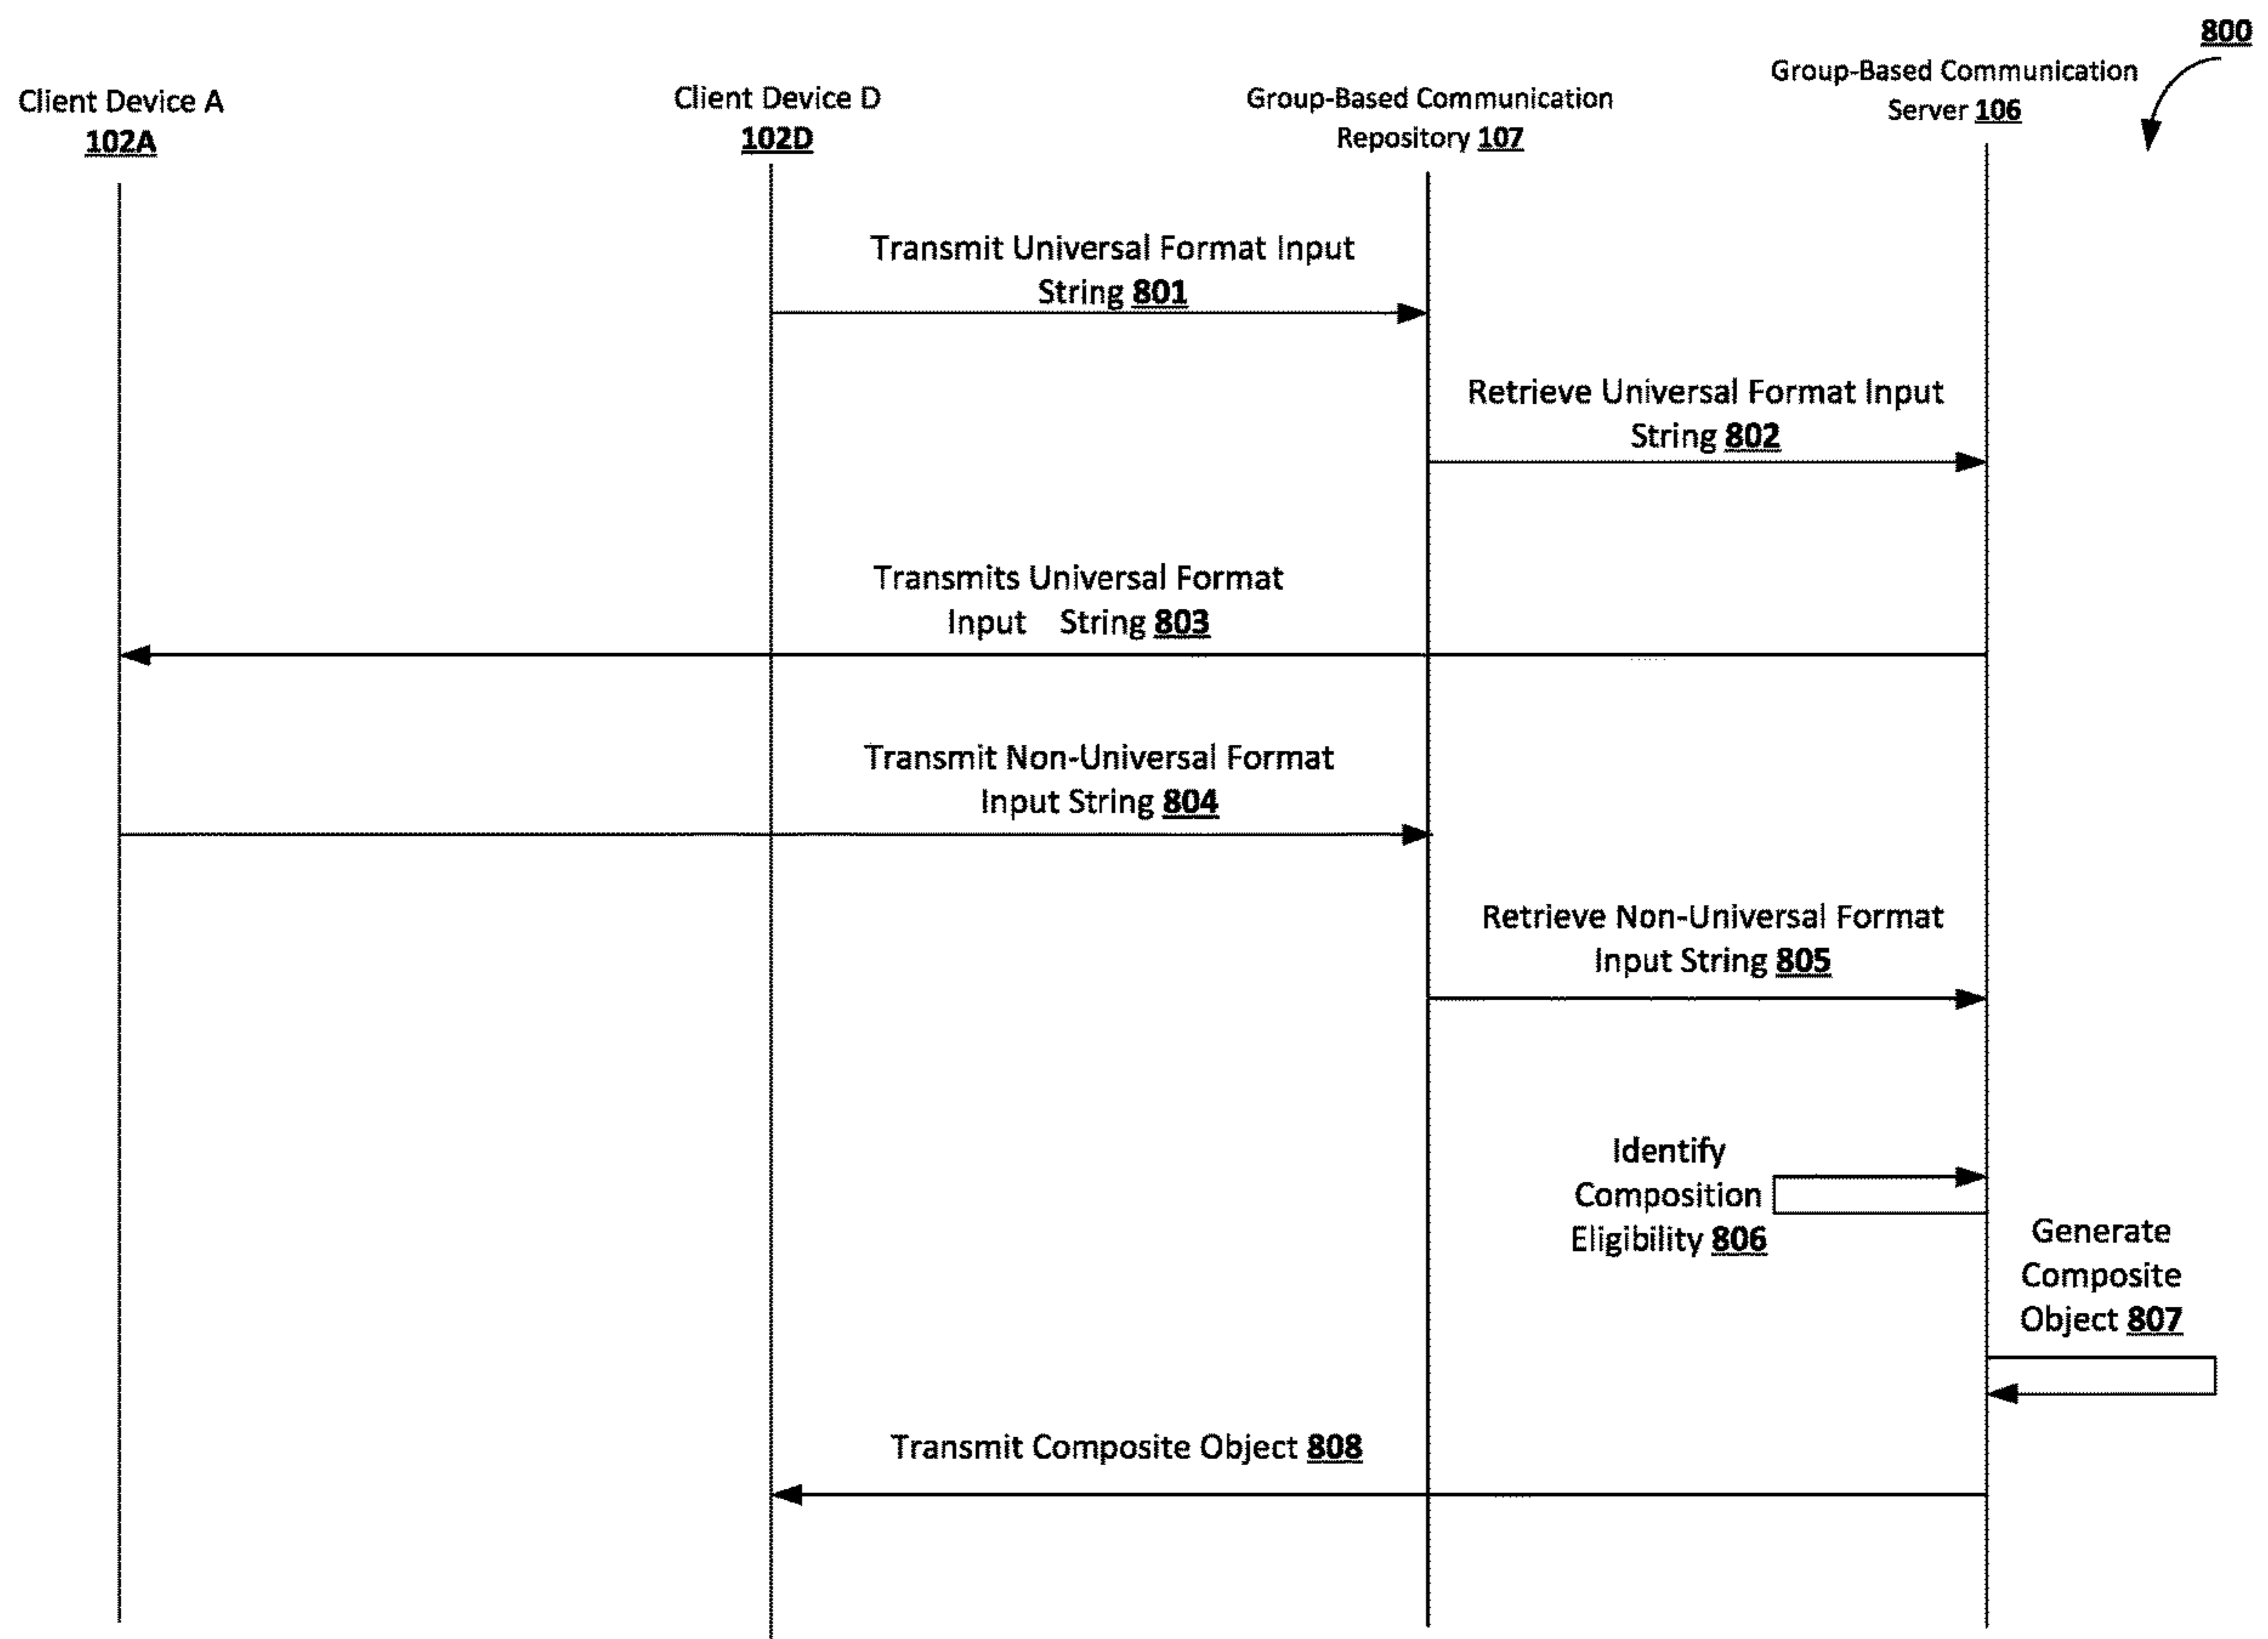 800
Client Device A
102A
Client Device D
102D
Group-Based Communication
Repository 107
Group-Based Communication
Server 106
Transmit Universal Format Input
String 801
Retrieve Universal Format Input
String 802
Transmits Universal Format
Input String 803
Transmit Non-Universal Format
Input String 804
Retrieve Non-Universal Format
Input String 805
Identify
Composition
Eligibility 806
Generate
Composite
Object 807
Transmit Composite Object 808